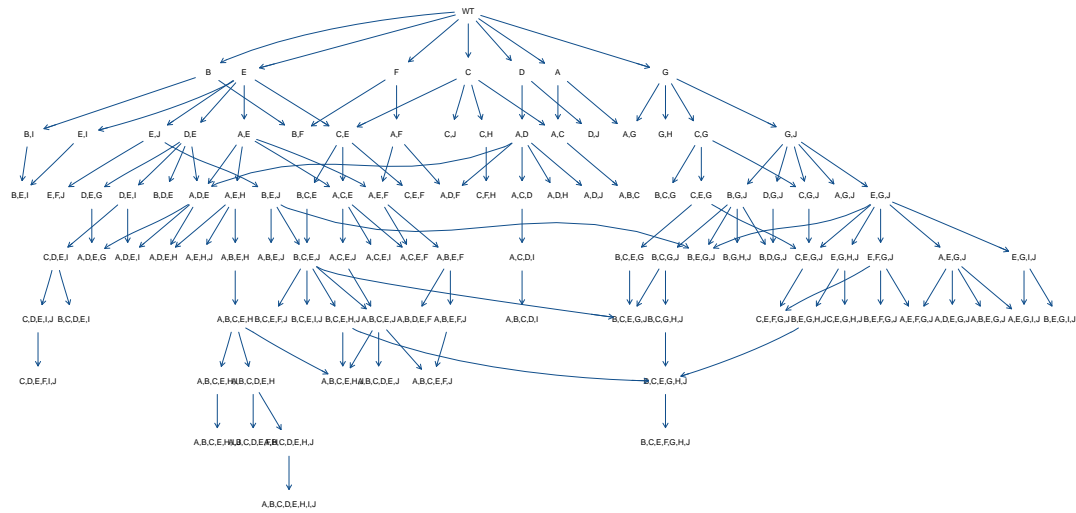 WT
B E F C D A G
B,I E,I E,J D,E A,E B,F C,E A,F C,J C,H A,D A,C D,J A,G G,H C,G G,J
B,E,I E,F,J D,E,G D,E,I B,D,E A,D,E A,E,H B,E,J B,C,E A,C,E A,E,F C,E,F A,D,F C,F,H A,C,D A,D,H A,D,J A,B,C B,C,G C,E,G B,G,J D,G,J C,G,J A,G,J E,G,J
C,D,E,I A,D,E,G A,D,E,I A,D,E,H A,E,H,J A,B,E,H A,B,E,J B,C,E,J A,C,E,J A,C,E,I A,C,E,F A,B,E,F A,C,D,I B,C,E,G B,C,G,J B,E,G,J B,G,H,J B,D,G,J C,E,G,J E,G,H,J E,F,G,J A,E,G,J E,G,I,J
C,D,E,I,J B,C,D,E,I A,B,C,E,H B,C,E,F,J B,C,E,I,J B,C,E,H,J A,B,C,E,J A,B,D,E,F A,B,E,F,J A,B,C,D,I B,C,E,G,J B,C,G,H,J C,E,F,G,J B,E,G,H,J C,E,G,H,J B,E,F,G,J A,E,F,G,J A,D,E,G,J A,B,E,G,J A,E,G,I,J B,E,G,I,J
C,D,E,F,I,J A,B,C,D,E,H A,B,C,D,E,J A,B,C,E,F,J B,C,E,G,H,J
B,C,E,F,G,H,J
A,B,C,D,E,H,I,J